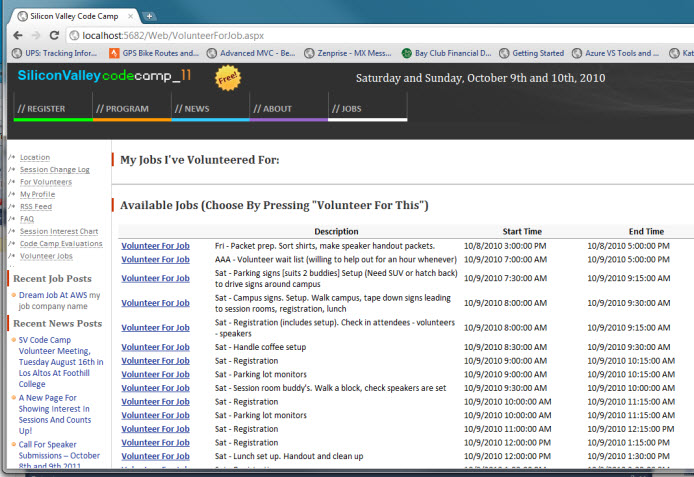 Silicon Valley Code Camp
localhost:5682/Web/VolunteerForJob.aspx
UPS: Tracking Infor... GPS Bike Routes and... Advanced MVC - Be... Zenprise - MX Mess... Bay Club Financial D... Getting Started Azure VS Tools and ... Kat
SiliconValleycodecamp_11 Free! Saturday and Sunday, October 9th and 10th, 2010
// REGISTER // PROGRAM // NEWS // ABOUT // JOBS
/* Location
/* Session Change Log
/* For Volunteers
/* My Profile
/* RSS Feed
/* FAQ
/* Session Interest Chart
/* Code Camp Evaluations
/* Volunteer Jobs
Recent Job Posts
Dream Job At AWS my
job company name
Recent News Posts
SV Code Camp
Volunteer Meeting,
Tuesday August 16th in
Los Altos At Foothill
College
A New Page For
Showing Interest In
Sessions And Counts
Up!
Call For Speaker
Submissions – October
8th and 9th 2011
My Jobs I've Volunteered For:
Available Jobs (Choose By Pressing "Volunteer For This")
Description Start Time End Time
Volunteer For Job Fri - Packet prep. Sort shirts, make speaker handout packets. 10/8/2010 3:00:00 PM 10/8/2010 5:00:00 PM
Volunteer For Job AAA - Volunteer wait list (willing to help out for an hour whenever) 10/9/2010 7:00:00 AM 10/9/2010 5:00:00 PM
Volunteer For Job Sat - Parking signs [suits 2 buddies] Setup (Need SUV or hatch back) 10/9/2010 7:30:00 AM 10/9/2010 9:15:00 AM
to drive signs around campus
Volunteer For Job Sat - Campus signs. Setup. Walk campus, tape down signs leading 10/9/2010 8:00:00 AM 10/9/2010 9:30:00 AM
to session rooms, registration, lunch
Volunteer For Job Sat - Registration (includes setup). Check in attendees - volunteers 10/9/2010 8:00:00 AM 10/9/2010 9:15:00 AM
- speakers
Volunteer For Job Sat - Handle coffee setup 10/9/2010 8:30:00 AM 10/9/2010 9:30:00 AM
Volunteer For Job Sat - Registration 10/9/2010 9:00:00 AM 10/9/2010 10:15:00 AM
Volunteer For Job Sat - Parking lot monitors 10/9/2010 9:00:00 AM 10/9/2010 10:15:00 AM
Volunteer For Job Sat - Session room buddy's. Walk a block, check speakers are set 10/9/2010 9:30:00 AM 10/9/2010 10:00:00 AM
Volunteer For Job Sat - Registration 10/9/2010 10:00:00 AM 10/9/2010 11:15:00 AM
Volunteer For Job Sat - Parking lot monitors 10/9/2010 10:00:00 AM 10/9/2010 11:15:00 AM
Volunteer For Job Sat - Registration 10/9/2010 11:00:00 AM 10/9/2010 12:15:00 PM
Volunteer For Job Sat - Registration 10/9/2010 12:00:00 PM 10/9/2010 1:15:00 PM
Volunteer For Job Sat - Lunch set up. Handout and clean up 10/9/2010 12:00:00 PM 10/9/2010 1:30:00 PM